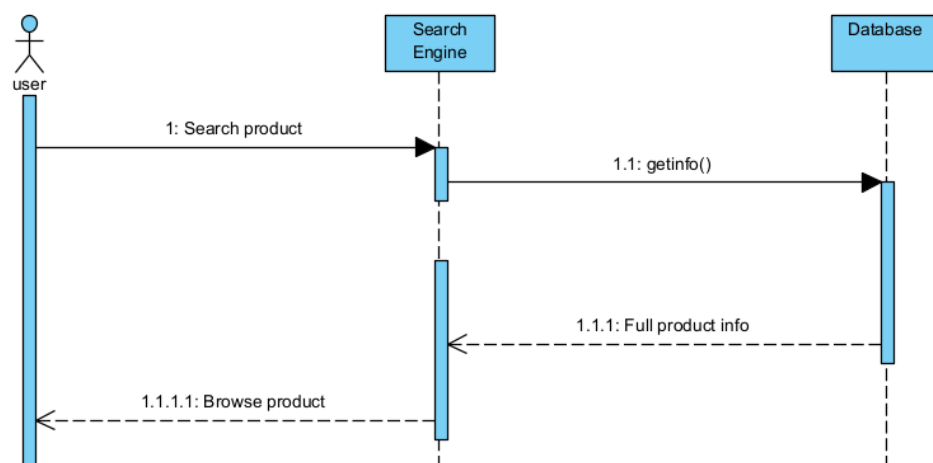 Search
Engine
Database
user
1: Search product
1.1: getinfo()
1.1.1: Full product info
1.1.1.1: Browse product